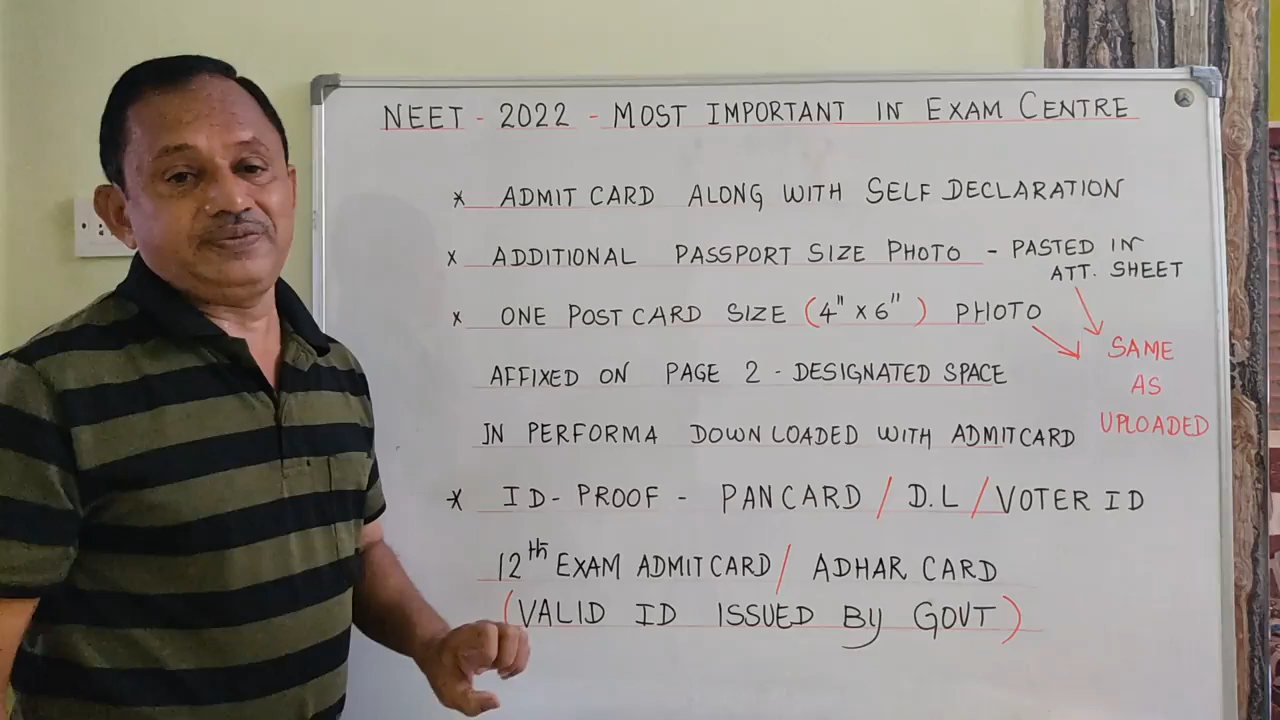 NEET - 2022 - MOST IMPORTANT IN EXAM CENTRE
* ADMIT CARD ALONG WITH SELF DECLARATION
* ADDITIONAL PASSPORT SIZE PHOTO - PASTED IN
ATT. SHEET
* ONE POST CARD SIZE (4" X 6") PHOTO
SAME
AS
UPLOADED
AFFIXED ON PAGE 2 - DESIGNATED SPACE
IN PERFORMA DOWNLOADED WITH ADMITCARD
* ID - PROOF - PANCARD / D.L / VOTER ID
12th EXAM ADMITCARD / ADHAR CARD
(VALID ID ISSUED By GOVT)